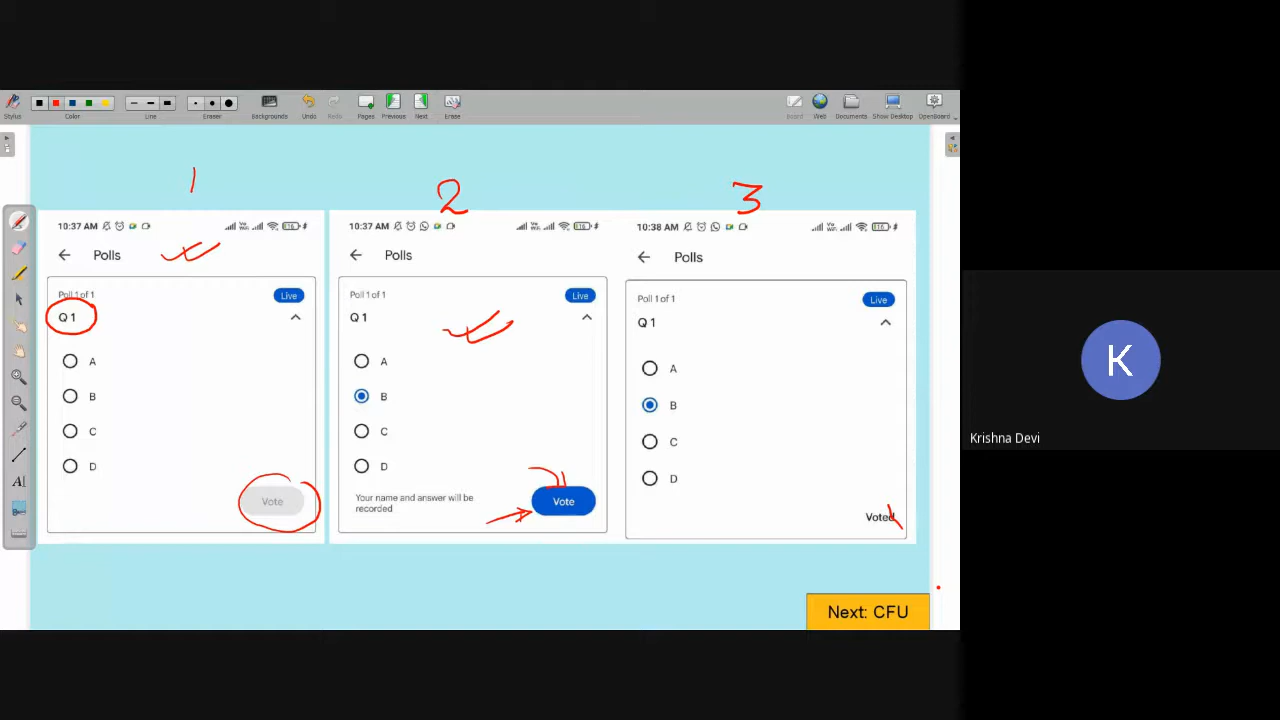 Stylus Color Line Eraser Backgrounds Undo Redo Pages Previous Next Erase Board Web Documents Show Desktop OpenBoard
1 2 3
10:37 AM
Polls
Poll 1 of 1 Live
Q 1
A
B
C
D
Vote
10:37 AM
Polls
Poll 1 of 1 Live
Q 1
A
B
C
D
Your name and answer will be
recorded
Vote
10:38 AM
Polls
Poll 1 of 1 Live
Q 1
A
B
C
D
Voted
Next: CFU
K
Krishna Devi